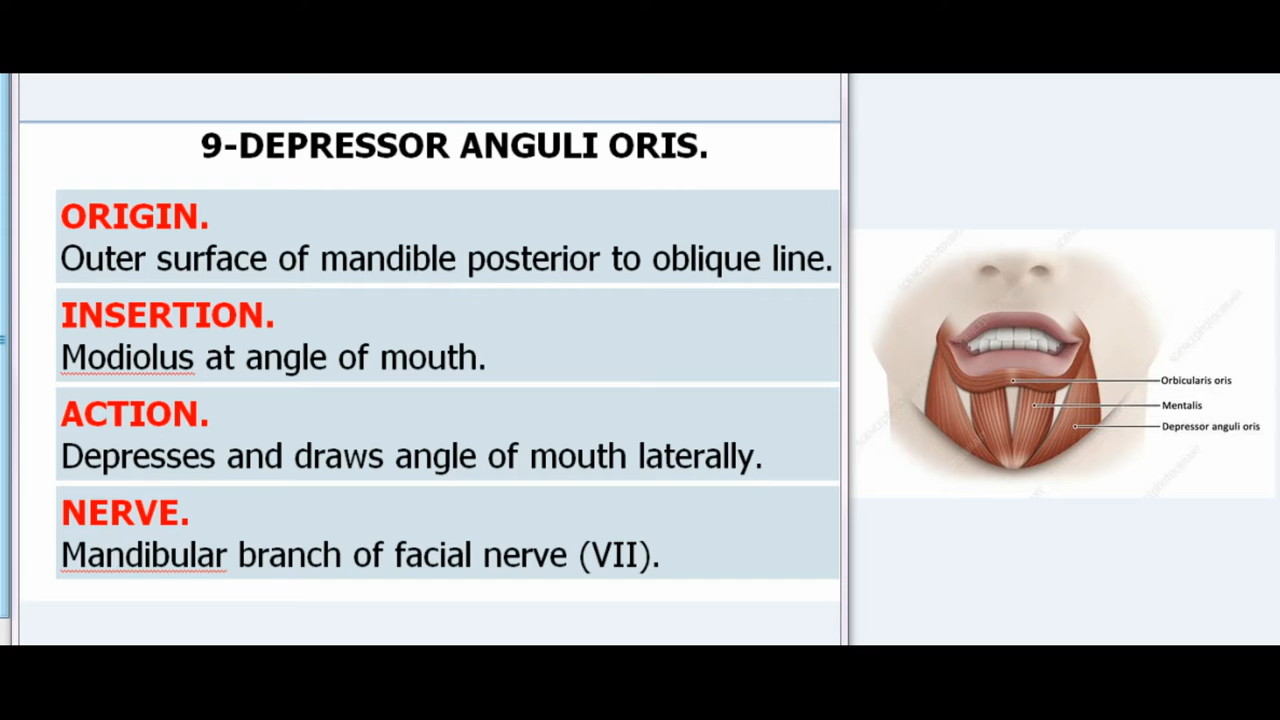 9-DEPRESSOR ANGULI ORIS.
ORIGIN.
Outer surface of mandible posterior to oblique line.
INSERTION.
Modiolus at angle of mouth.
ACTION.
Depresses and draws angle of mouth laterally.
NERVE.
Mandibular branch of facial nerve (VII).
Orbicularis oris
Mentalis
Depressor anguli oris